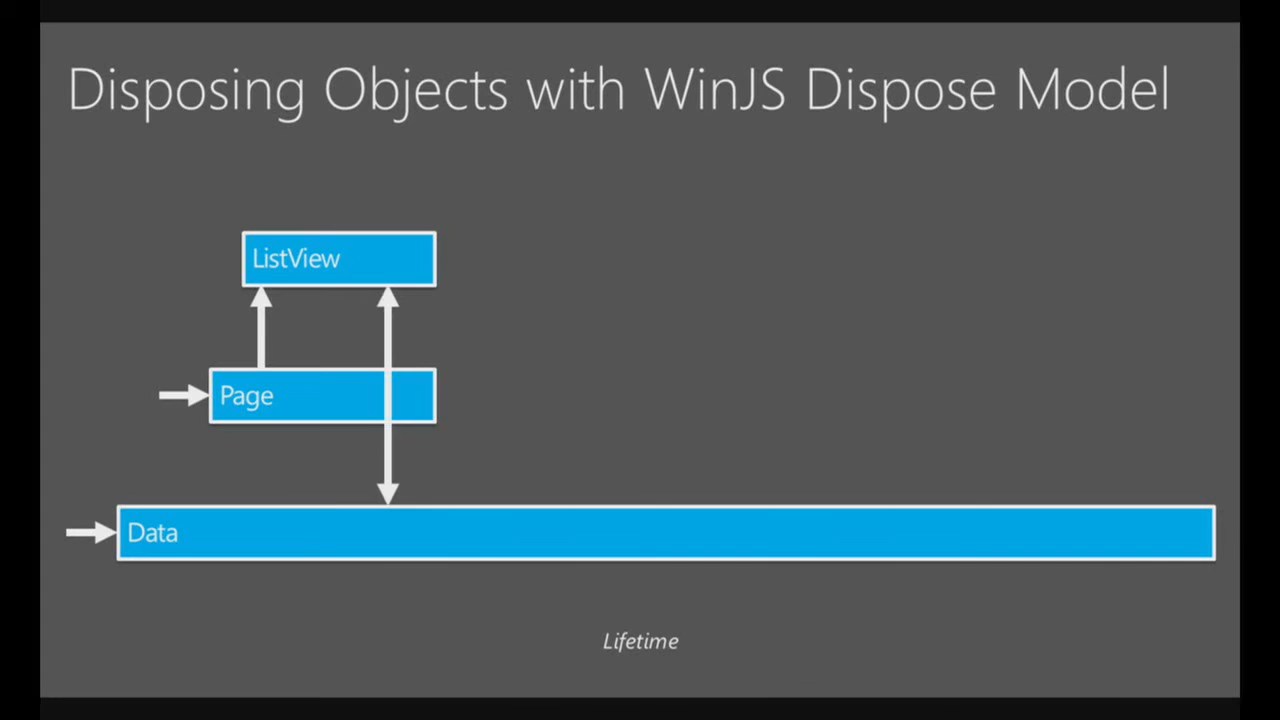 Disposing Objects with WinJS Dispose Model
ListView
Page
Data
Lifetime